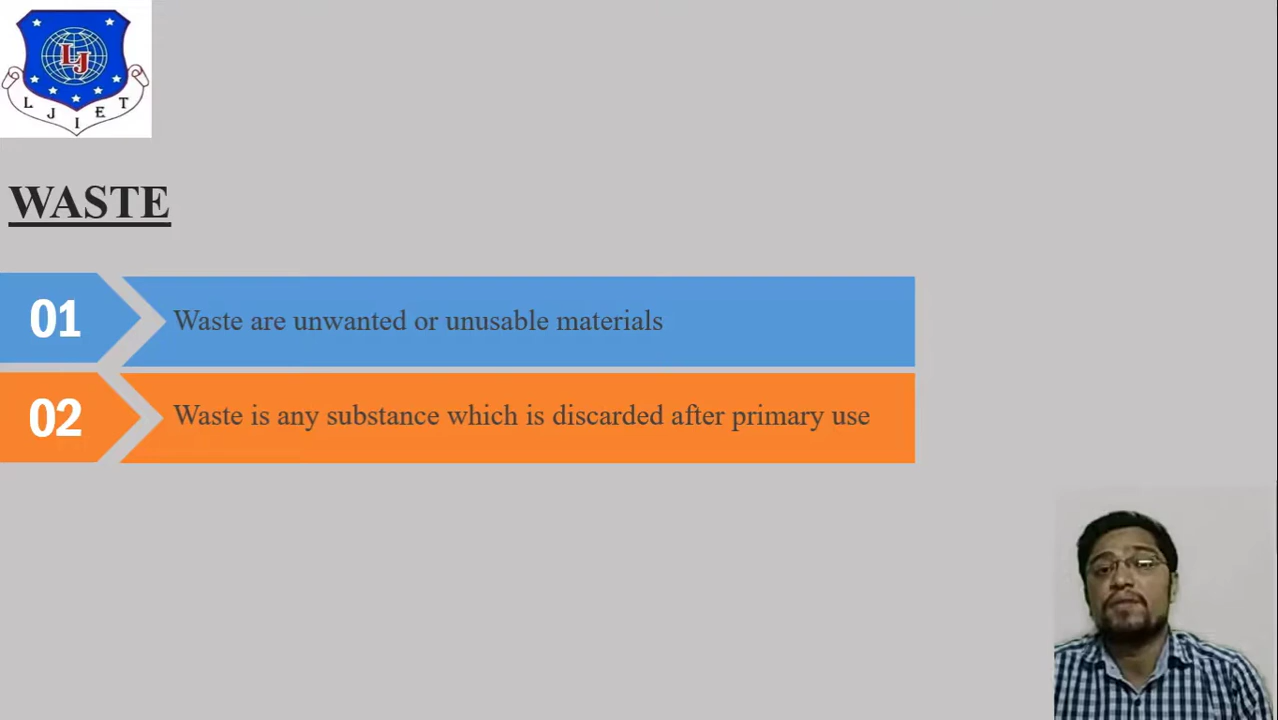 LJ
L J I E T
WASTE
01
Waste are unwanted or unusable materials
02
Waste is any substance which is discarded after primary use